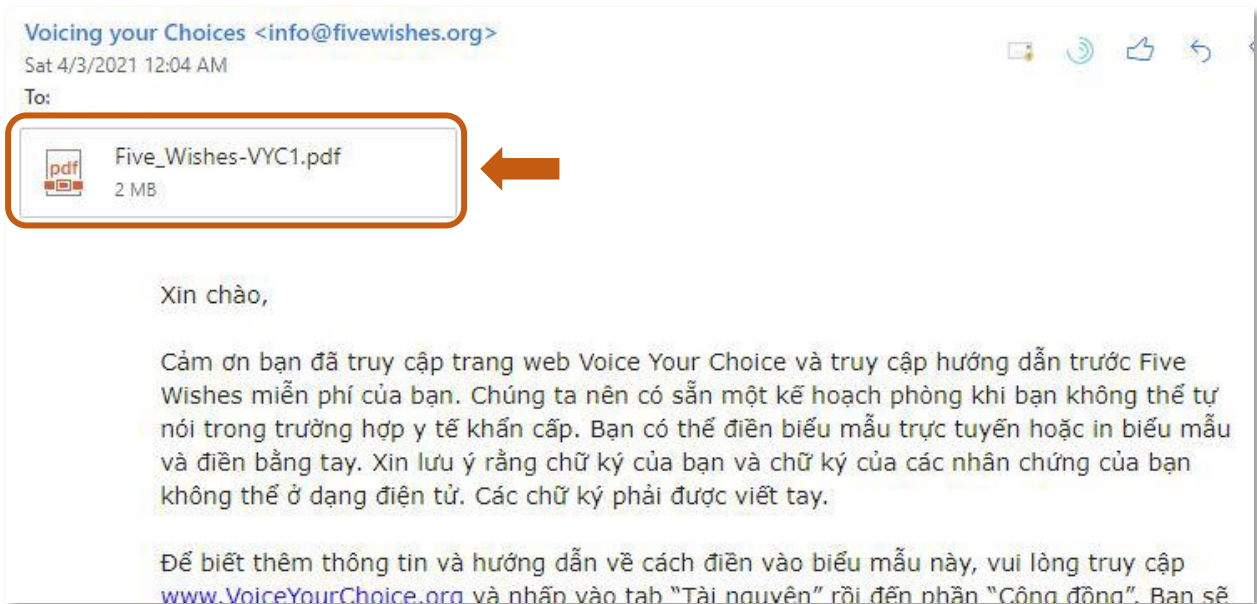 Voicing your Choices <info@fivewishes.org>
Sat 4/3/2021 12:04 AM
To:
pdf
Five_Wishes-VYC1.pdf
2 MB
Xin chào,
Cảm ơn bạn đã truy cập trang web Voice Your Choice và truy cập hướng dẫn trước Five
Wishes miễn phí của bạn. Chúng ta nên có sẵn một kế hoạch phòng khi bạn không thể tự
nói trong trường hợp y tế khẩn cấp. Bạn có thể điền biểu mẫu trực tuyến hoặc in biểu mẫu
và điền bằng tay. Xin lưu ý rằng chữ ký của bạn và chữ ký của các nhân chứng của bạn
không thể ở dạng điện tử. Các chữ ký phải được viết tay.
Để biết thêm thông tin và hướng dẫn về cách điền vào biểu mẫu này, vui lòng truy cập
www.VoiceYourChoice.org và nhấp vào tab “Tài nguyên” rồi đến phần “Cộng đồng”. Bạn sẽ